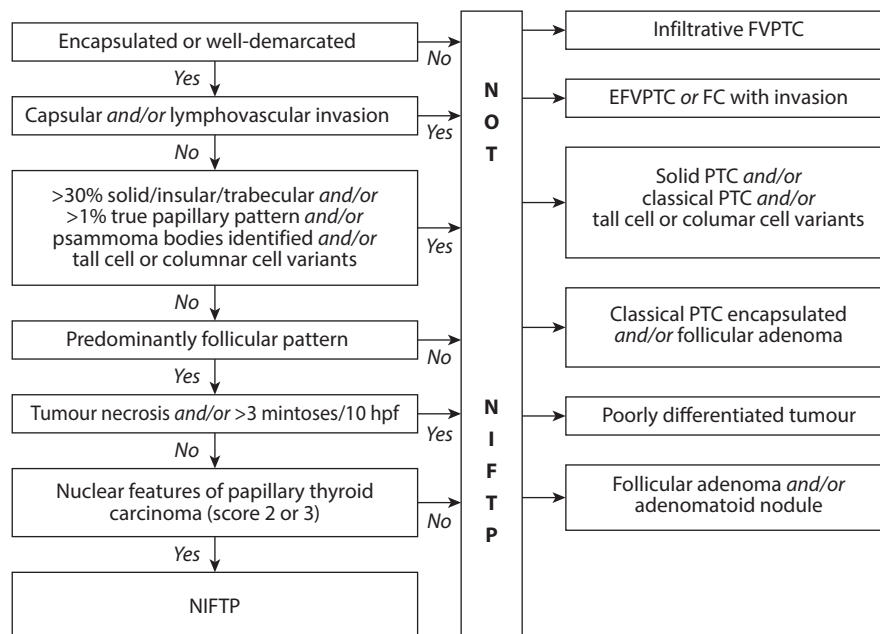 Encapsulated or well-demarcated
No
Yes
Capsular and/or lymphovascular invasion
Yes
No
>30% solid/insular/trabecular and/or
>1% true papillary pattern and/or
psammoma bodies identified and/or
tall cell or columnar cell variants
Yes
No
Predominantly follicular pattern
No
Yes
Tumour necrosis and/or >3 mintoses/10 hpf
Yes
No
Nuclear features of papillary thyroid
carcinoma (score 2 or 3)
No
Yes
NIFTP
N
O
T
N
I
F
T
P
Infiltrative FVPTC
EFVPTC or FC with invasion
Solid PTC and/or
classical PTC and/or
tall cell or columar cell variants
Classical PTC encapsulated
and/or follicular adenoma
Poorly differentiated tumour
Follicular adenoma and/or
adenomatoid nodule